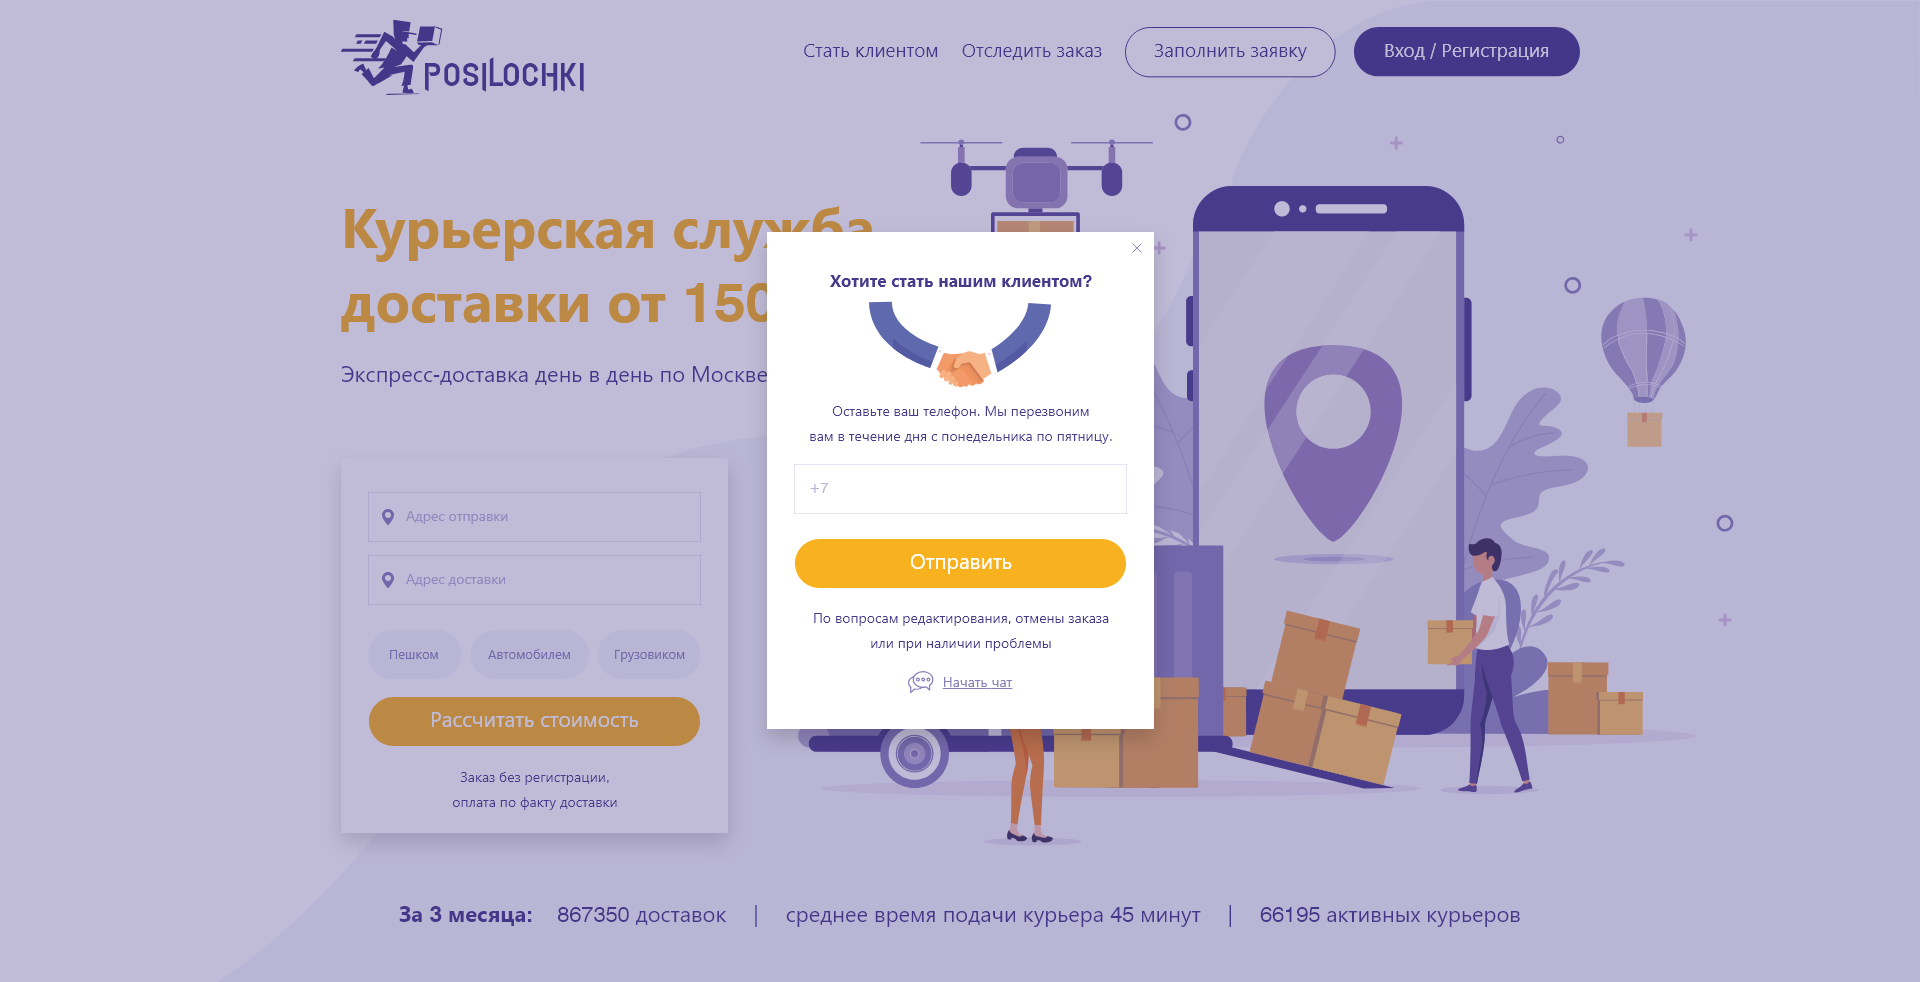 POSILOCHKI
Стать клиентом
Отследить заказ
Заполнить заявку
Вход / Регистрация
Курьерская служба
доставки от 150
Экспресс-доставка день в день по Москве
Адрес отправки
Адрес доставки
Пешком
Автомобилем
Грузовиком
Рассчитать стоимость
Заказ без регистрации,
оплата по факту доставки
Хотите стать нашим клиентом?
Оставьте ваш телефон. Мы перезвоним
вам в течение дня с понедельника по пятницу.
+7
Отправить
По вопросам редактирования, отмены заказа
или при наличии проблемы
Начать чат
За 3 месяца: 867350 доставок | среднее время подачи курьера 45 минут | 66195 активных курьеров